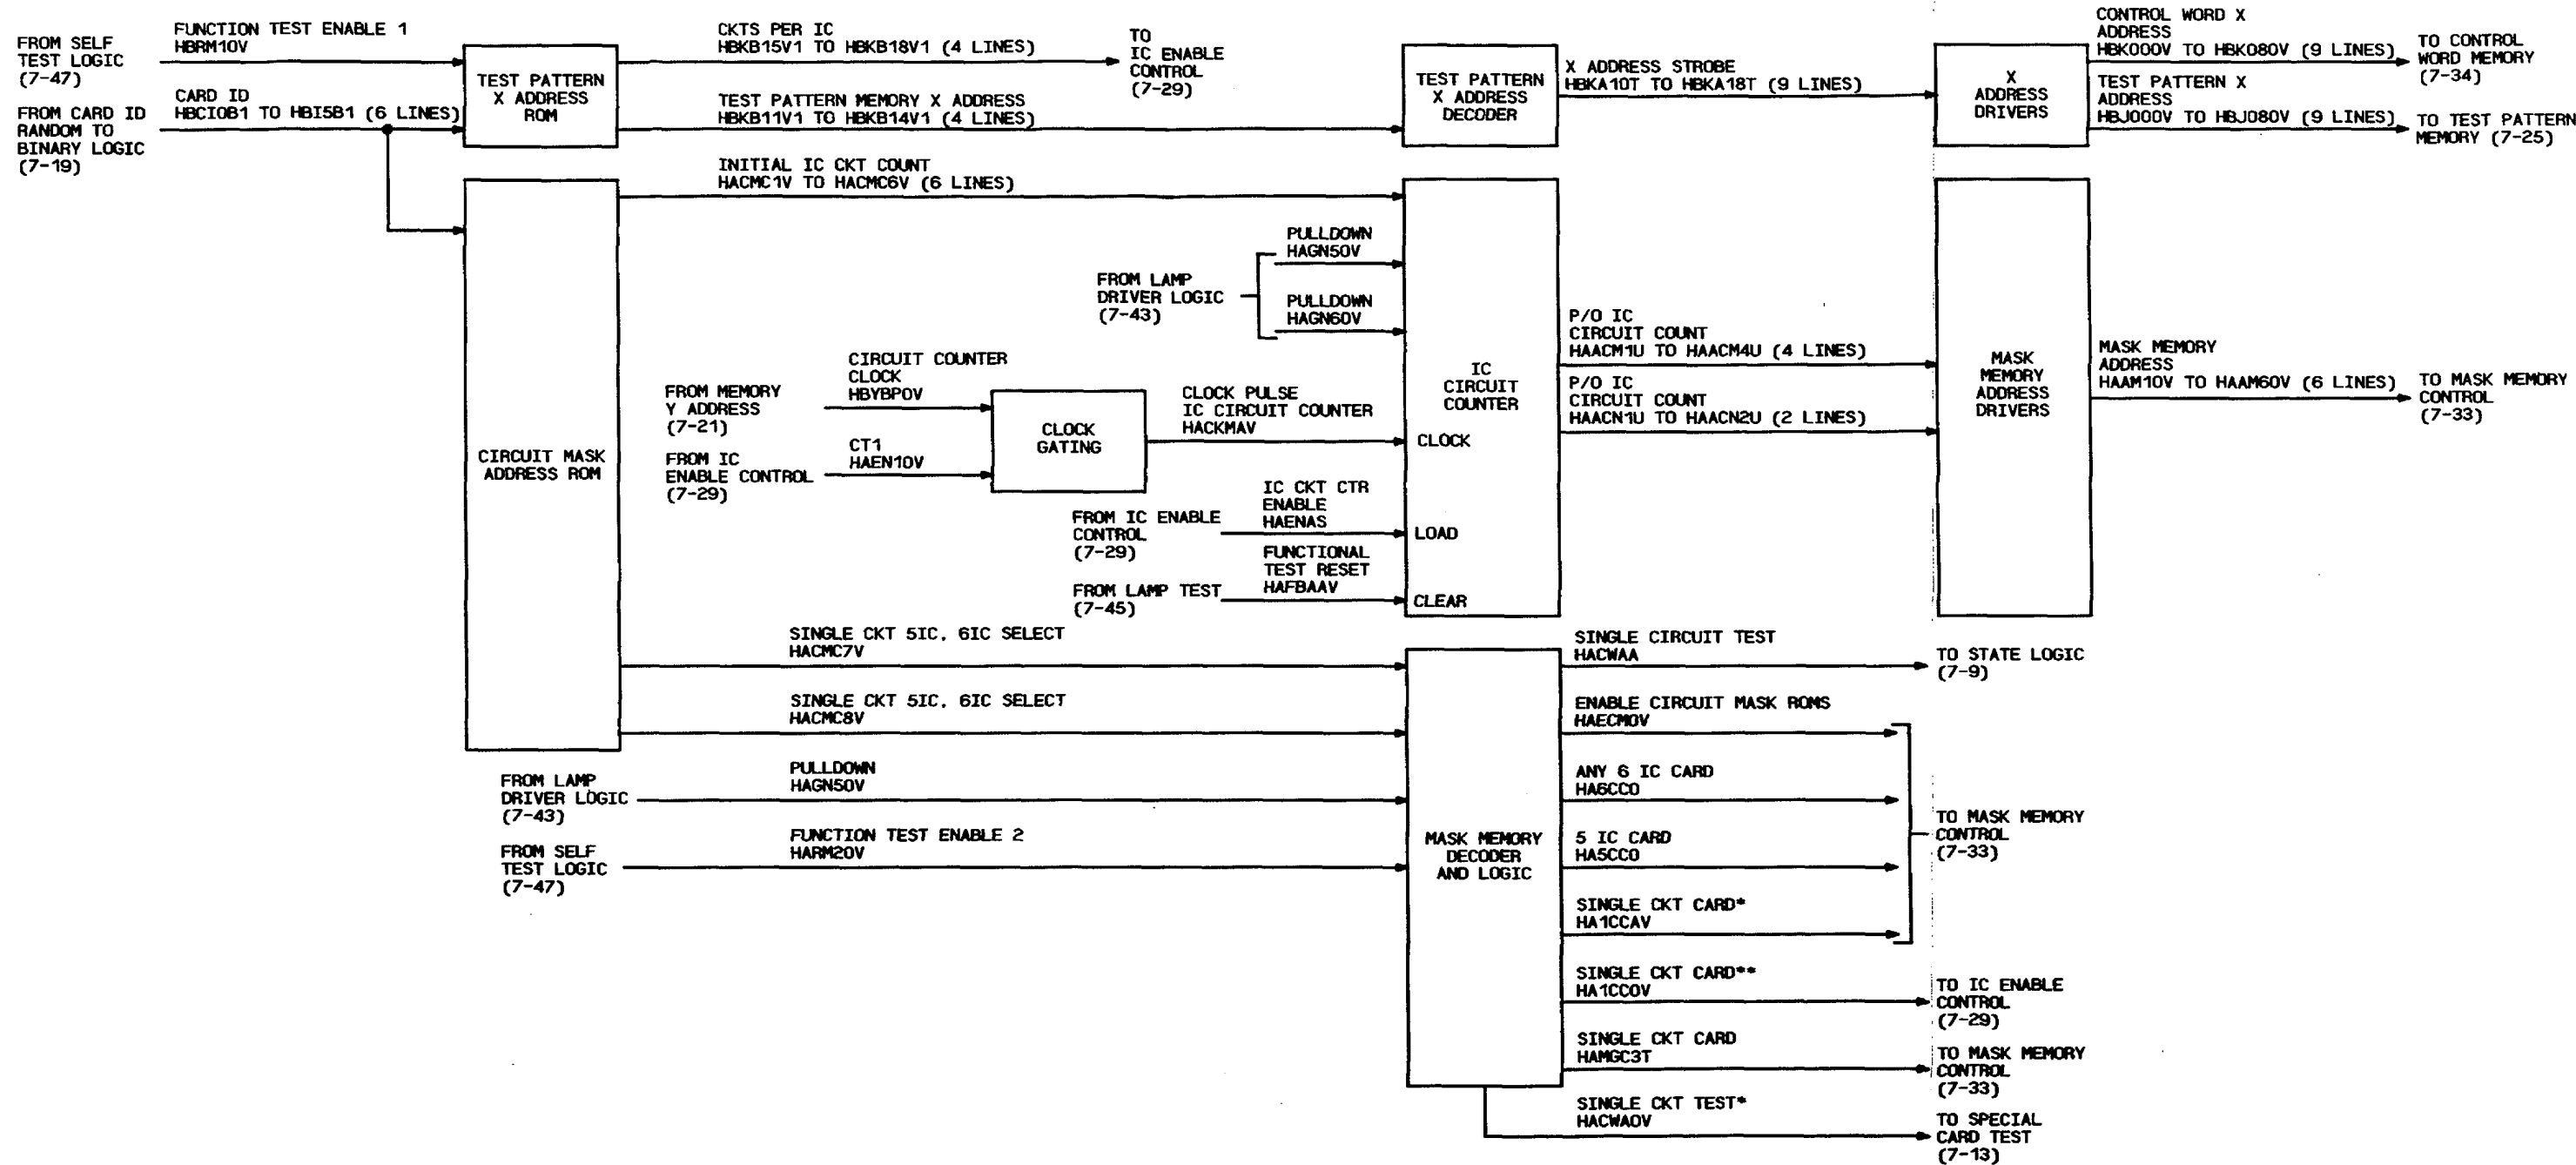 FROM SELF
TEST LOGIC
(7-47)
FUNCTION TEST ENABLE 1
HBRM10V
FROM CARD ID
RANDOM TO
BINARY LOGIC
(7-19)
CARD ID
HBCI0B1 TO HBI5B1 (6 LINES)
TEST PATTERN
X ADDRESS
ROM
CKTS PER IC
HBKB15V1 TO HBKB18V1 (4 LINES)
TO
IC ENABLE
CONTROL
(7-29)
TEST PATTERN MEMORY X ADDRESS
HBKB11V1 TO HBKB14V1 (4 LINES)
TEST PATTERN
X ADDRESS
DECODER
X ADDRESS STROBE
HBKA10T TO HBKA18T (9 LINES)
X
ADDRESS
DRIVERS
CONTROL WORD X
ADDRESS
HBK000V TO HBK080V (9 LINES)
TO CONTROL
WORD MEMORY
(7-34)
TEST PATTERN X
ADDRESS
HBJ000V TO HBJ080V (9 LINES)
TO TEST PATTERN
MEMORY (7-25)
CIRCUIT MASK
ADDRESS ROM
INITIAL IC CKT COUNT
HACMC1V TO HACMC6V (6 LINES)
FROM LAMP
DRIVER LOGIC
(7-43)
PULLDOWN
HAGN50V
PULLDOWN
HAGN60V
FROM MEMORY
Y ADDRESS
(7-21)
CIRCUIT COUNTER
CLOCK
HBYBP0V
FROM IC
ENABLE CONTROL
(7-29)
CT1
HAEN10V
CLOCK
GATING
CLOCK PULSE
IC CIRCUIT COUNTER
HACKMAV
FROM IC ENABLE
CONTROL
(7-29)
IC CKT CTR
ENABLE
HAENAS
FROM LAMP TEST
(7-45)
FUNCTIONAL
TEST RESET
HAFBAAV
IC
CIRCUIT
COUNTER
CLOCK
LOAD
CLEAR
P/O IC
CIRCUIT COUNT
HAACM1U TO HAACM4U (4 LINES)
P/O IC
CIRCUIT COUNT
HAACN1U TO HAACN2U (2 LINES)
MASK
MEMORY
ADDRESS
DRIVERS
MASK MEMORY
ADDRESS
HAAM10V TO HAAM60V (6 LINES)
TO MASK MEMORY
CONTROL
(7-33)
SINGLE CKT 5IC, 6IC SELECT
HACMC7V
SINGLE CKT 5IC, 6IC SELECT
HACMC8V
FROM LAMP
DRIVER LOGIC
(7-43)
PULLDOWN
HAGN50V
FROM SELF
TEST LOGIC
(7-47)
FUNCTION TEST ENABLE 2
HARM20V
MASK MEMORY
DECODER
AND LOGIC
SINGLE CIRCUIT TEST
HACWAA
TO STATE LOGIC
(7-9)
ENABLE CIRCUIT MASK ROMS
HAECM0V
ANY 6 IC CARD
HA6CC0
5 IC CARD
HA5CC0
SINGLE CKT CARD*
HA1CCAV
TO MASK MEMORY
CONTROL
(7-33)
SINGLE CKT CARD**
HA1CC0V
TO IC ENABLE
CONTROL
(7-29)
SINGLE CKT CARD
HAMGC3T
TO MASK MEMORY
CONTROL
(7-33)
SINGLE CKT TEST*
HACWA0V
TO SPECIAL
CARD TEST
(7-13)